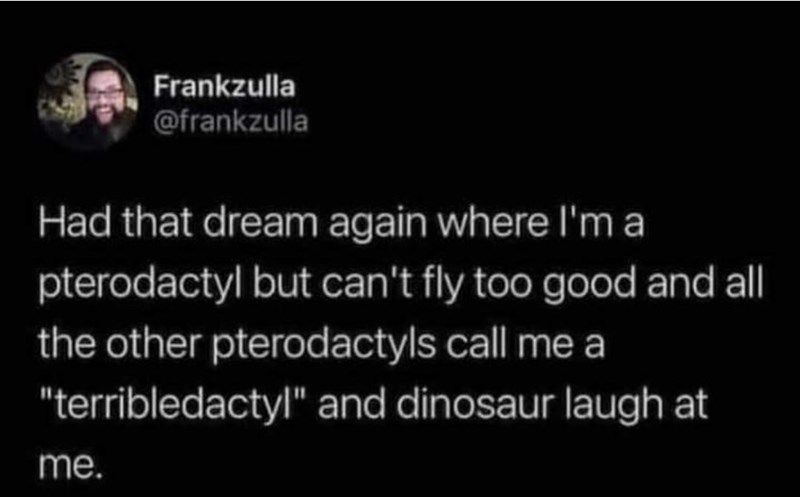 Frankzulla
@frankzulla
Had that dream again where I'm a
pterodactyl but can't fly too good and all
the other pterodactyls call me a
"terribledactyl" and dinosaur laugh at
me.